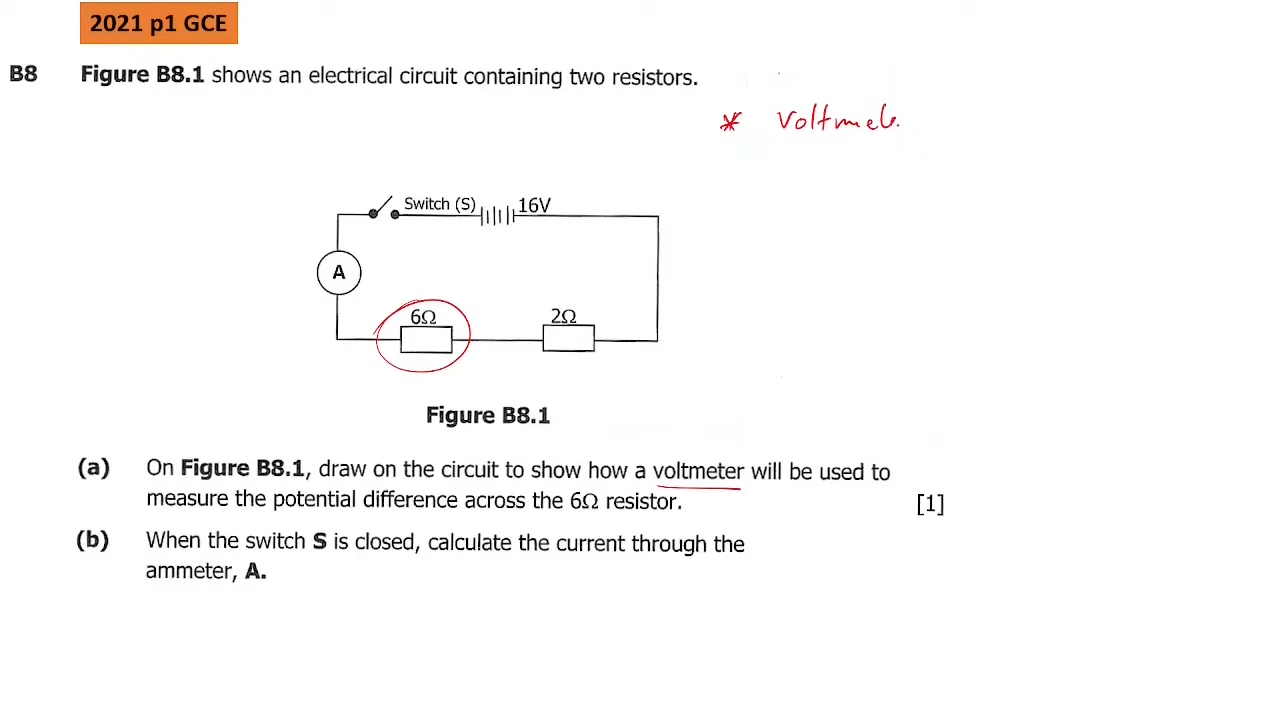 2021 p1 GCE
B8 Figure B8.1 shows an electrical circuit containing two resistors.
* Voltmete.
Switch (S) 16V
A
6Ω 2Ω
Figure B8.1
(a) On Figure B8.1, draw on the circuit to show how a voltmeter will be used to
measure the potential difference across the 6Ω resistor. [1]
(b) When the switch S is closed, calculate the current through the
ammeter, A.